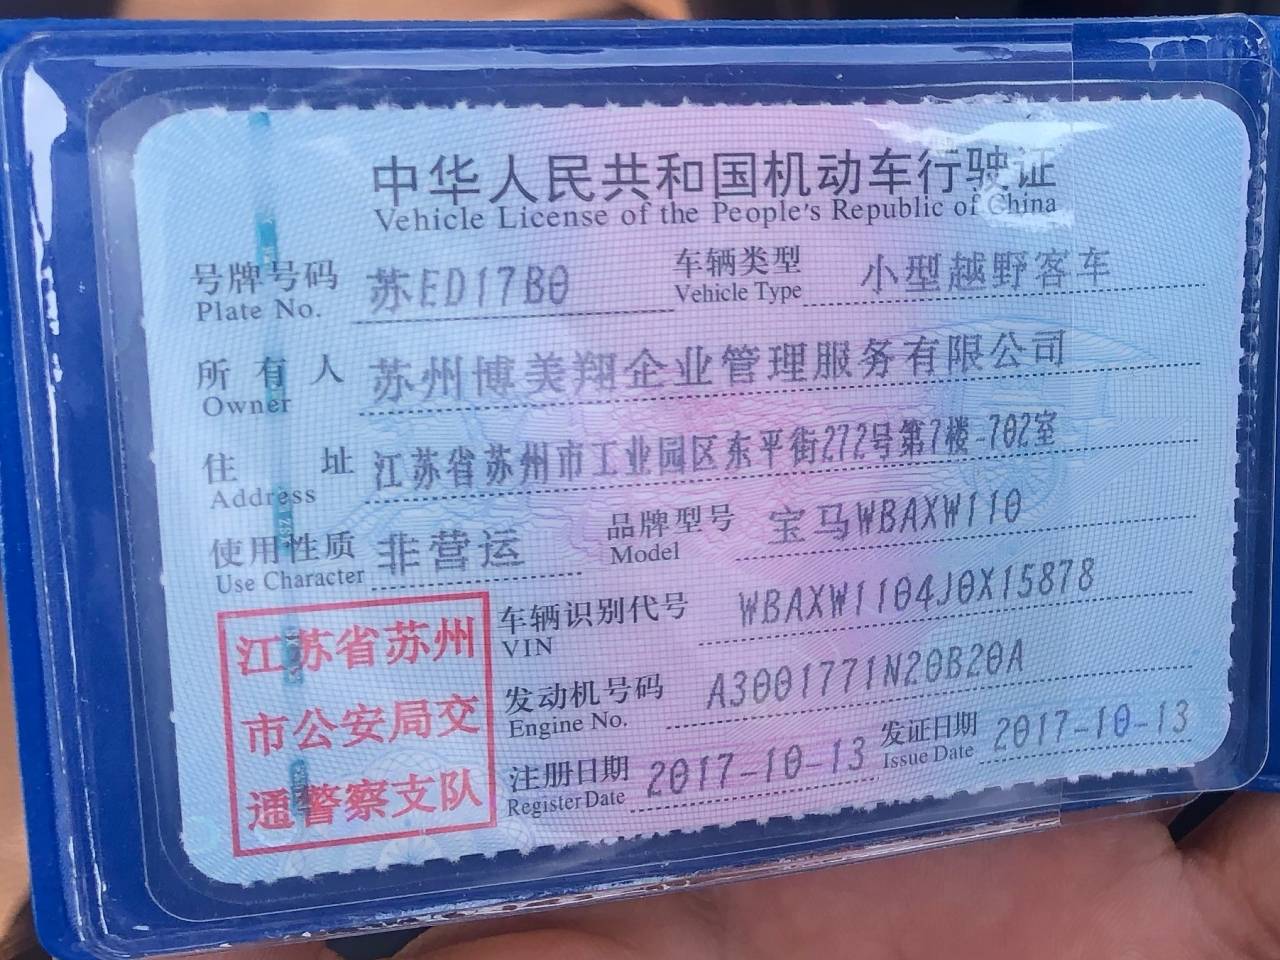 中华人民共和国机动车行驶证
Vehicle License of the People's Republic of China
号牌号码 苏ED17B0 车辆类型 小型越野客车
Plate No. Vehicle Type
所有人 苏州博美翔企业管理服务有限公司
Owner
住址 江苏省苏州市工业园区东平街272号第7楼-702室
Address
使用性质 非营运 品牌型号 宝马WBAXW110
Use Character Model
车辆识别代号 WBAXW1104J0X15878
VIN
发动机号码 A3001771N20B20A
Engine No.
注册日期 2017-10-13 发证日期 2017-10-13
Register Date Issue Date
江苏省苏州
市公安局交
通警察支队